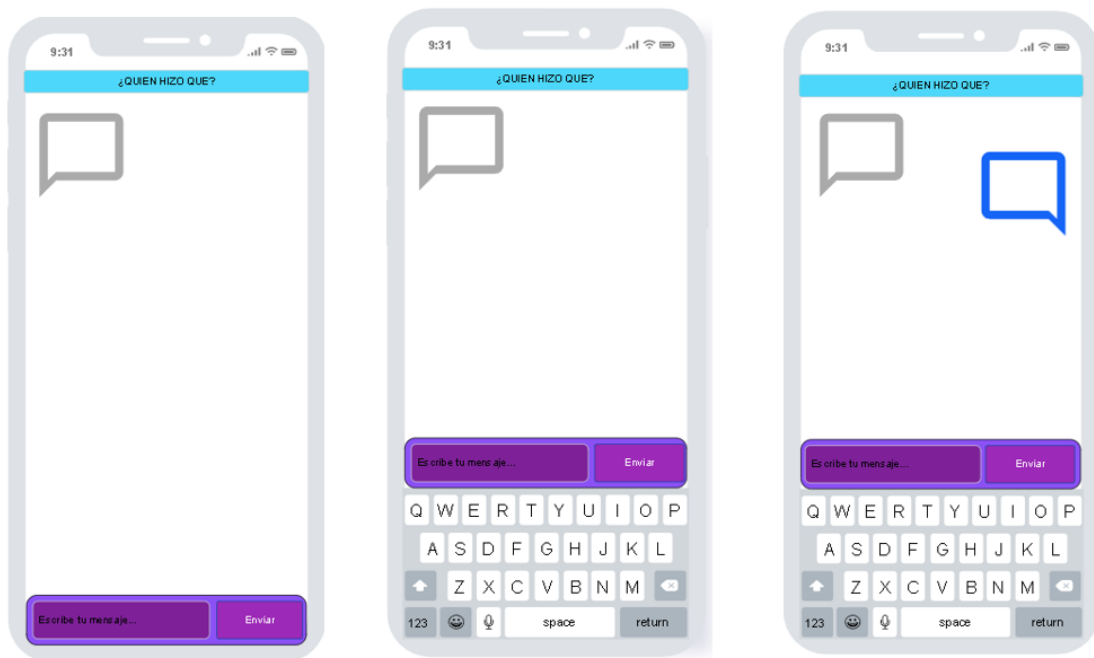 9:31
¿QUIEN HIZO QUE?
Escribe tu mensaje...
Enviar
9:31
¿QUIEN HIZO QUE?
Escribe tu mensaje...
Enviar
Q W E R T Y U I O P
A S D F G H J K L
Z X C V B N M
123 space return
9:31
¿QUIEN HIZO QUE?
Escribe tu mensaje...
Enviar
Q W E R T Y U I O P
A S D F G H J K L
Z X C V B N M
123 space return